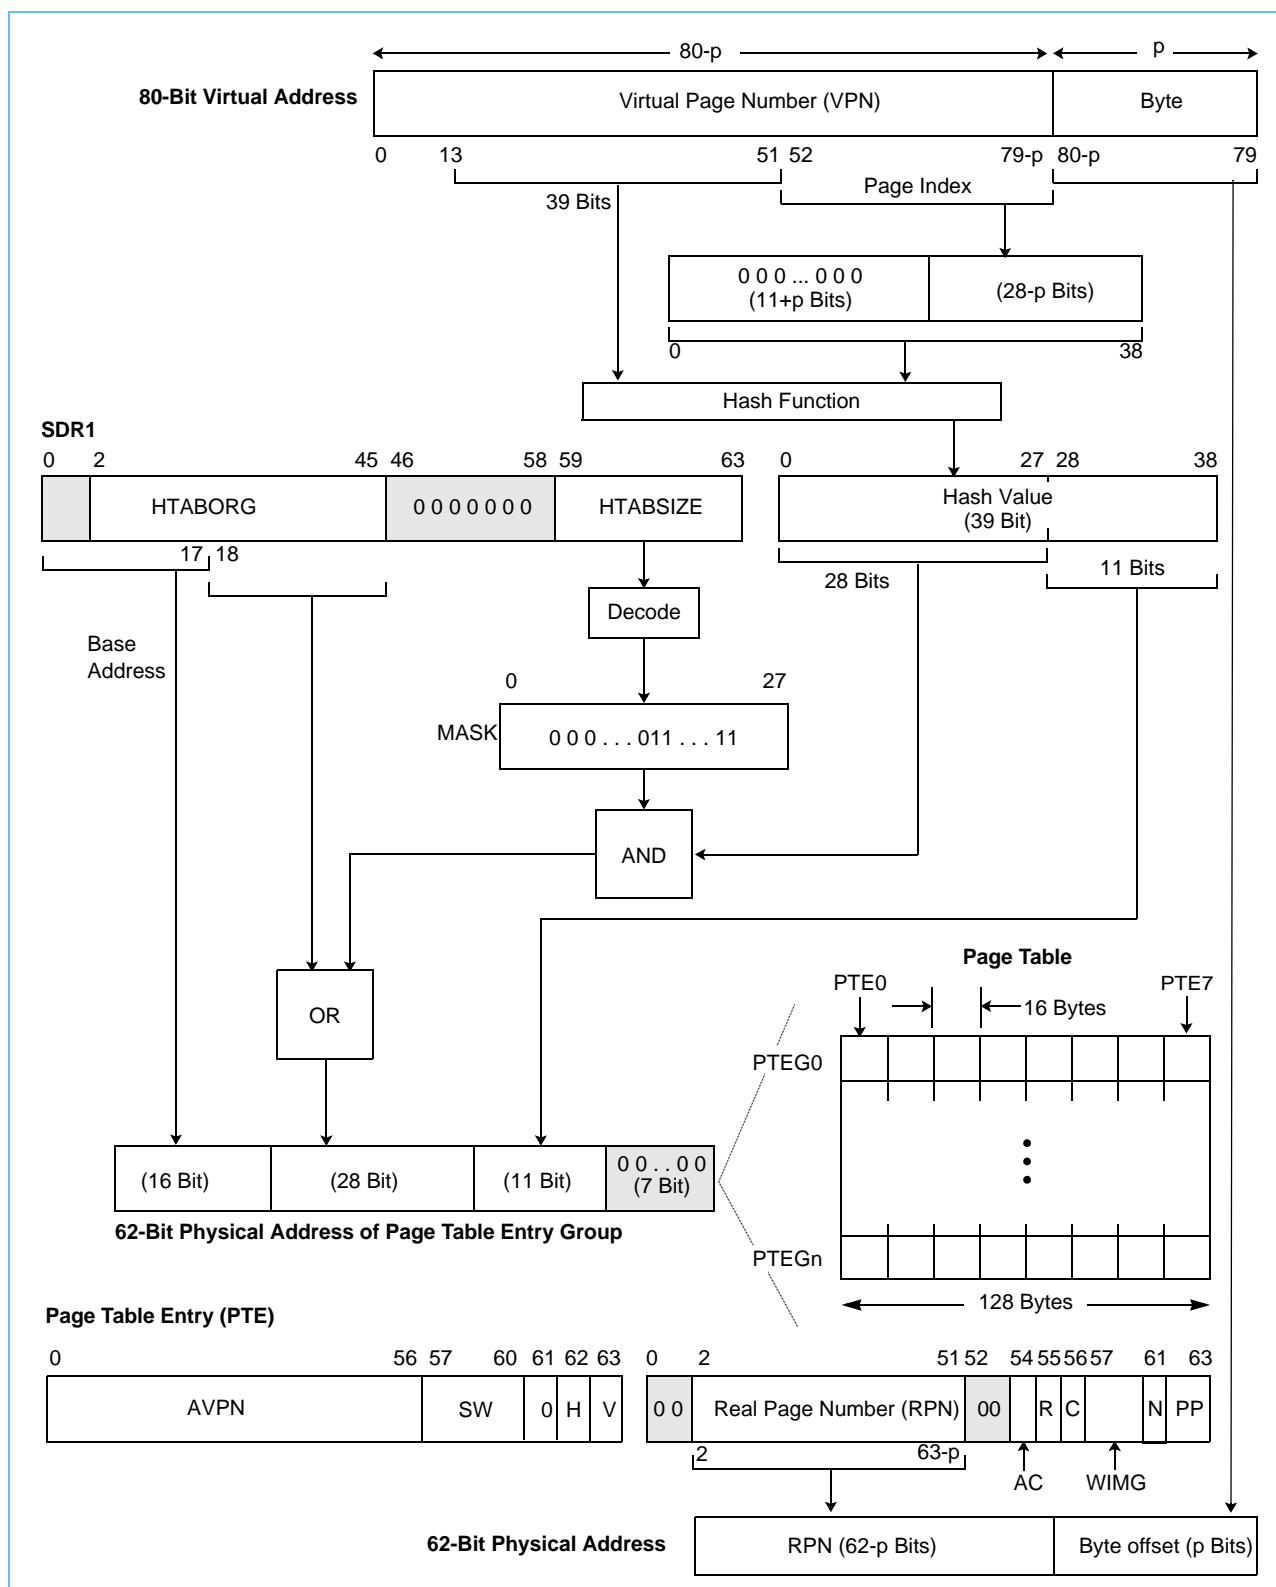 80-p
p
80-Bit Virtual Address
Virtual Page Number (VPN)
Byte
0
13
51
52
79-p
80-p
79
39 Bits
Page Index
0 0 0 ... 0 0 0
(11+p Bits)
(28-p Bits)
0
38
Hash Function
SDR1
0
2
45
46
58
59
63
HTABORG
0 0 0 0 0 0 0
HTABSIZE
0
27
28
38
Hash Value
(39 Bit)
17
18
28 Bits
11 Bits
Decode
Base
Address
0
27
MASK
0 0 0 . . . 011 . . . 11
AND
OR
Page Table
PTE0
PTE7
16 Bytes
PTEG0
PTEGn
128 Bytes
(16 Bit)
(28 Bit)
(11 Bit)
0 0 . . 0 0
(7 Bit)
62-Bit Physical Address of Page Table Entry Group
Page Table Entry (PTE)
0
56
57
60
61
62
63
0
2
51
52
54
55
56
57
61
63
AVPN
SW
0
H
V
0 0
Real Page Number (RPN)
00
R
C
N
PP
2
63-p
AC
WIMG
62-Bit Physical Address
RPN (62-p Bits)
Byte offset (p Bits)